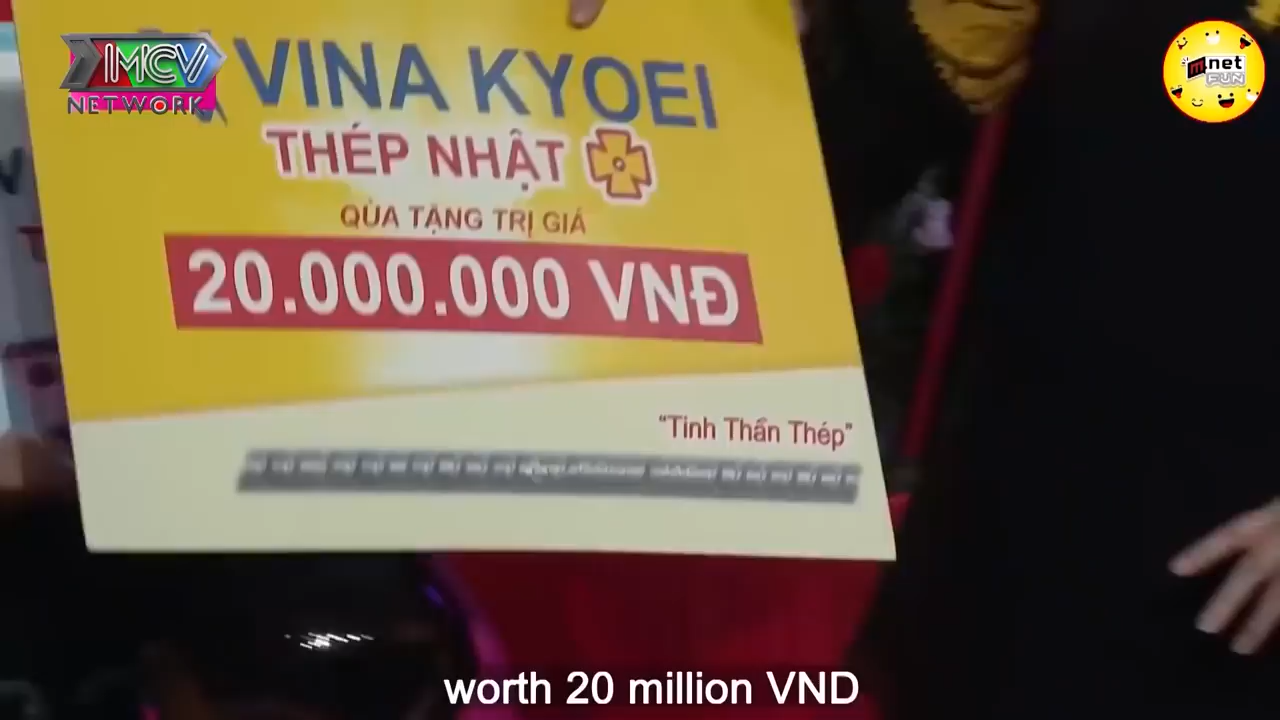 MCV
NETWORK
mnet
FUN
VINA KYOEI
THÉP NHẬT
QÙA TẶNG TRỊ GIÁ
20.000.000 VNĐ
“Tinh Thần Thép”
worth 20 million VND